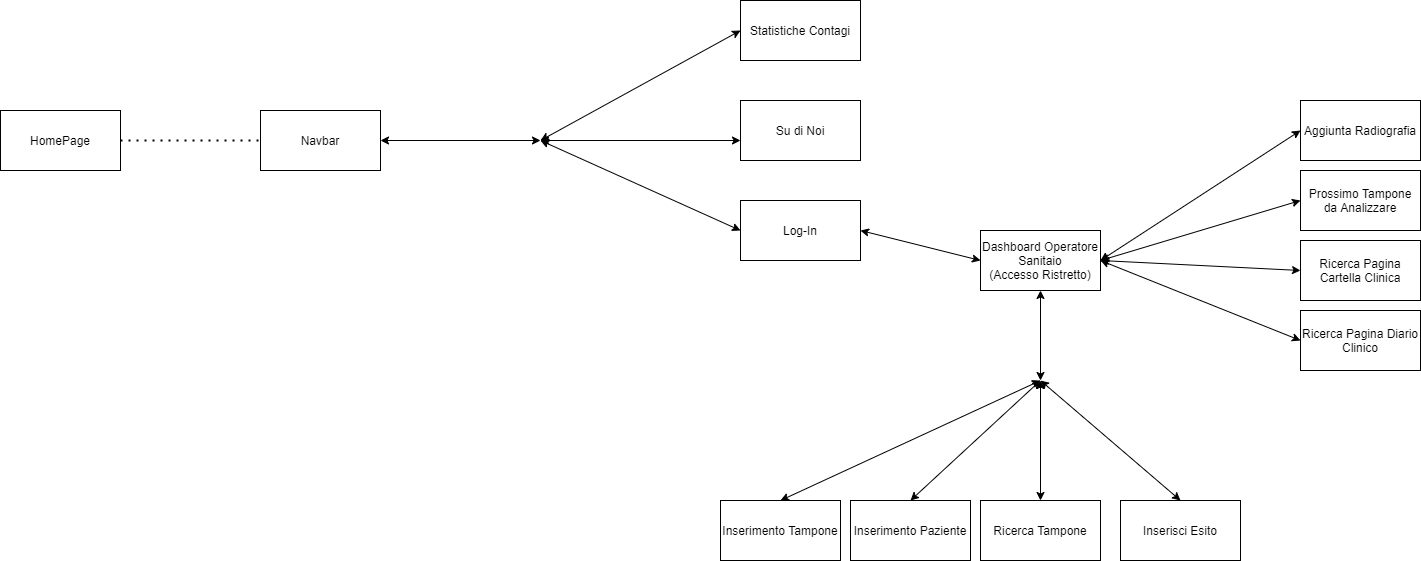 Statistiche Contagi
HomePage
Navbar
Su di Noi
Log-In
Dashboard Operatore
Sanitaio
(Accesso Ristretto)
Aggiunta Radiografia
Prossimo Tampone
da Analizzare
Ricerca Pagina
Cartella Clinica
Ricerca Pagina Diario
Clinico
Inserimento Tampone
Inserimento Paziente
Ricerca Tampone
Inserisci Esito